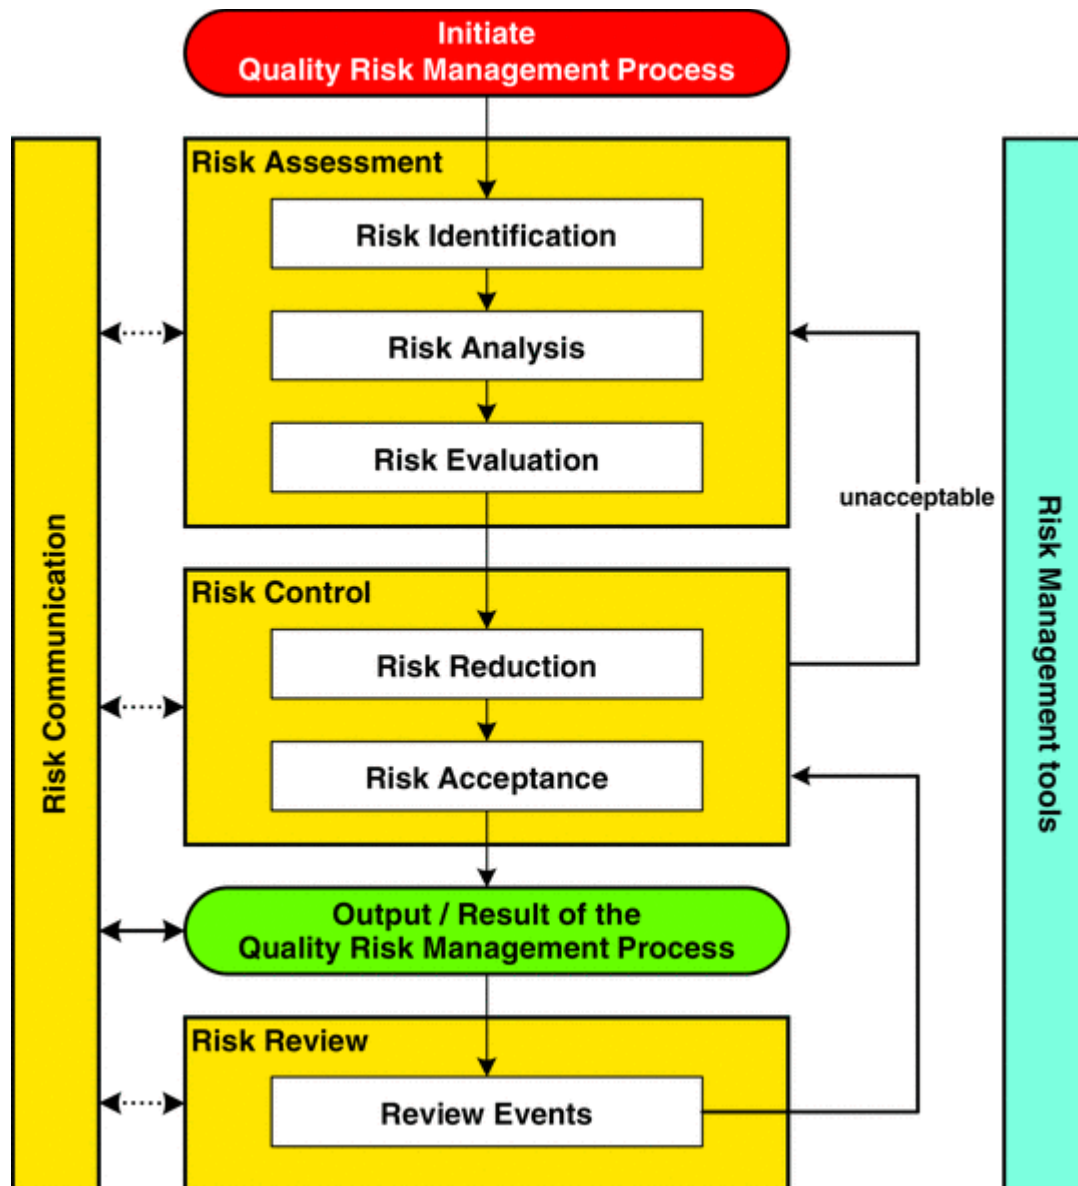 Initiate
Quality Risk Management Process
Risk Assessment
Risk Identification
Risk Analysis
Risk Evaluation
unacceptable
Risk Control
Risk Reduction
Risk Acceptance
Output / Result of the
Quality Risk Management Process
Risk Review
Review Events
Risk Communication
Risk Management tools